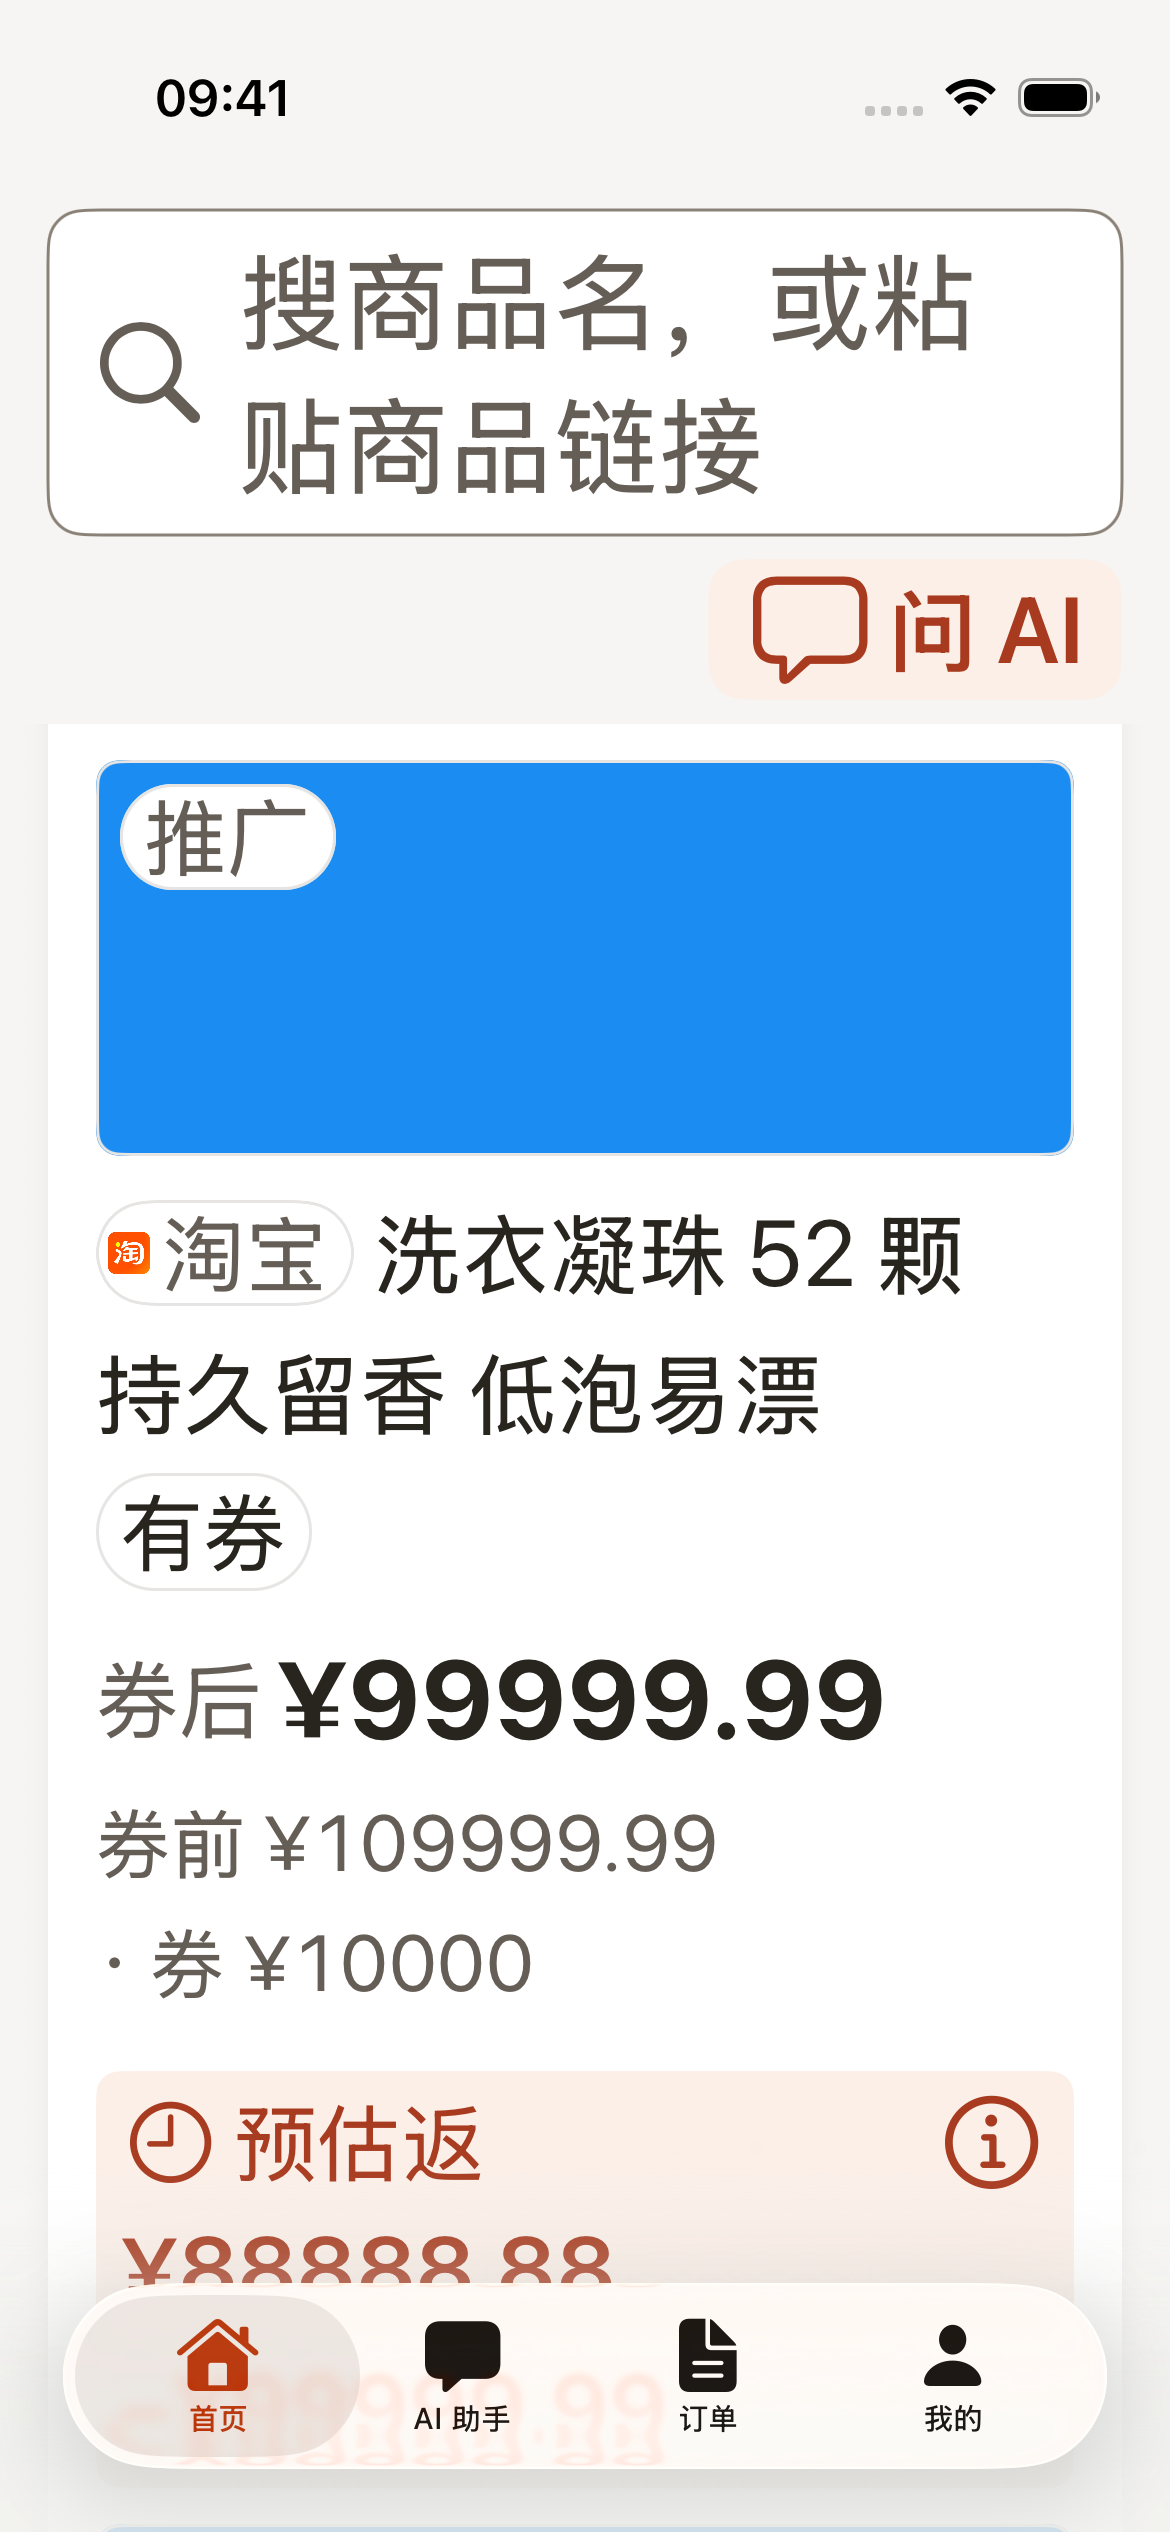 09:41
搜商品名，或粘
贴商品链接
问 AI
推广
淘 淘宝 洗衣凝珠 52 颗
持久留香 低泡易漂
有券
券后 ¥99999.99
券前 ¥109999.99
· 券 ¥10000
预估返
¥88888.88
首页
AI 助手
订单
我的